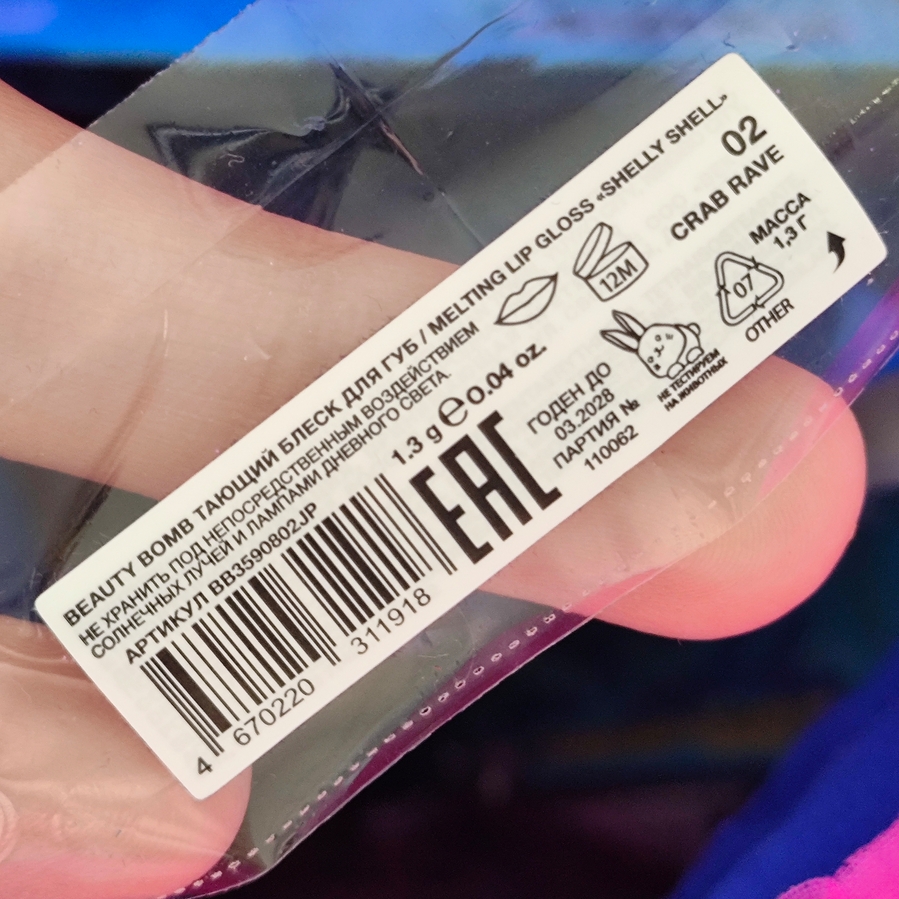 BEAUTY BOMB ТАЮЩИЙ БЛЕСК ДЛЯ ГУБ / MELTING LIP GLOSS «SHELLY SHELL»
НЕ ХРАНИТЬ ПОД НЕПОСРЕДСТВЕННЫМ ВОЗДЕЙСТВИЕМ
СОЛНЕЧНЫХ ЛУЧЕЙ И ЛАМПАМИ ДНЕВНОГО СВЕТА.
АРТИКУЛ BB3590802JP
1.3 g ℮ 0.04 oz.
4 670220 311918
EAC
12M
02
CRAB RAVE
ГОДЕН ДО
03.2028
ПАРТИЯ №
110062
НЕ ТЕСТИРУЕМ
НА ЖИВОТНЫХ
07
OTHER
МАССА
1,3 Г